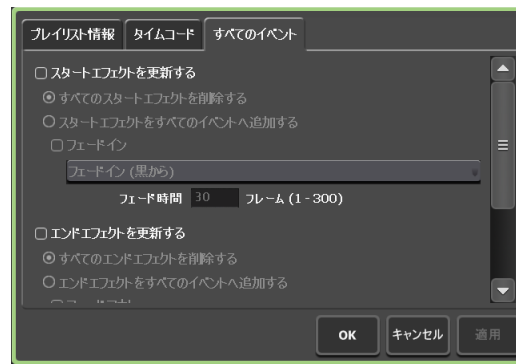 プレイリスト情報 タイムコード すべてのイベント
スタートエフェクトを更新する
すべてのスタートエフェクトを削除する
スタートエフェクトをすべてのイベントへ追加する
フェードイン
フェードイン (黒から)
フェード時間 30 フレーム (1 - 300)
エンドエフェクトを更新する
すべてのエンドエフェクトを削除する
エンドエフェクトをすべてのイベントへ追加する
OK キャンセル 適用